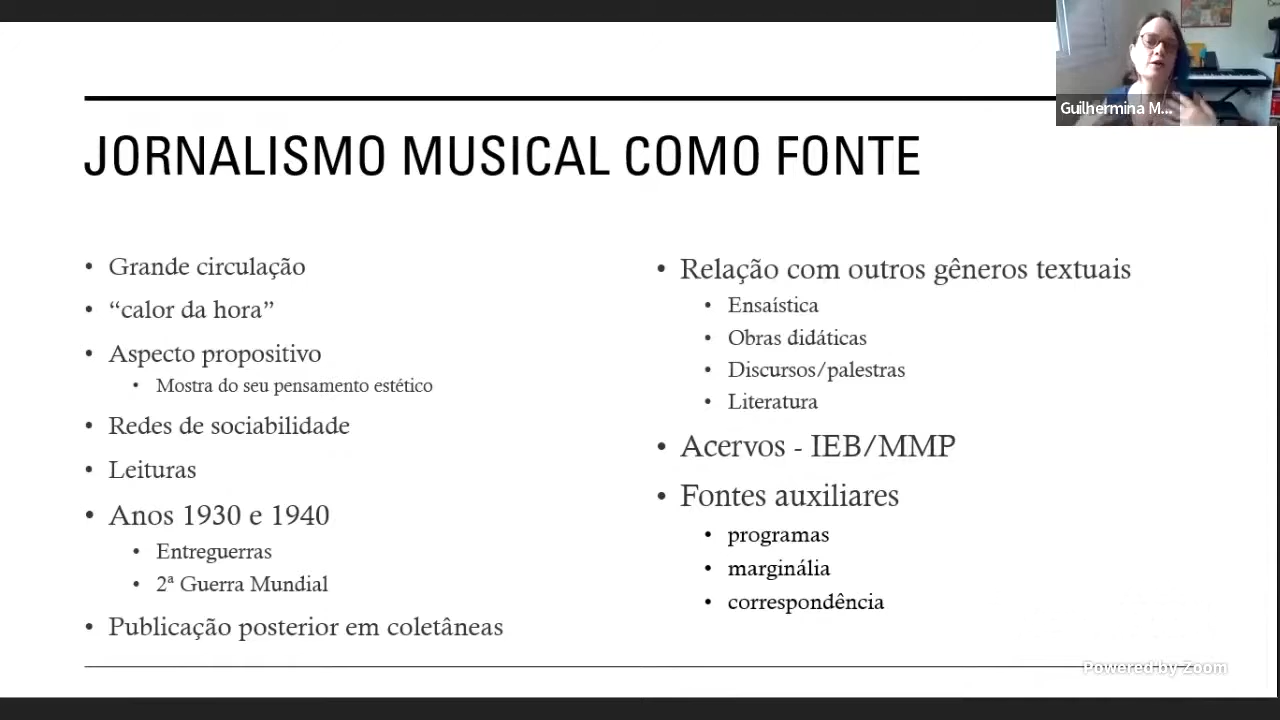 Guilhermina M...
JORNALISMO MUSICAL COMO FONTE
• Grande circulação
• “calor da hora”
• Aspecto propositivo
• Mostra do seu pensamento estético
• Redes de sociabilidade
• Leituras
• Anos 1930 e 1940
• Entreguerras
• 2ª Guerra Mundial
• Publicação posterior em coletâneas
• Relação com outros gêneros textuais
• Ensaística
• Obras didáticas
• Discursos/palestras
• Literatura
• Acervos - IEB/MMP
• Fontes auxiliares
• programas
• marginália
• correspondência
Powered by Zoom